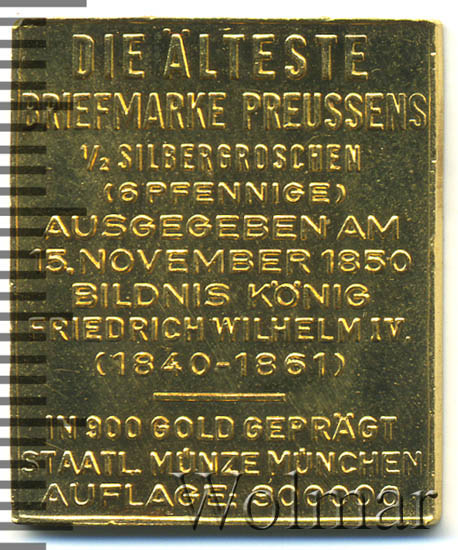 DIE ÄLTESTE
BRIEFMARKE PREUSSENS
½ SILBERGROSCHEN
(6 PFENNIGE)
AUSGEGEBEN AM
15. NOVEMBER 1850
BILDNIS KÖNIG
FRIEDRICH WILHELM IV.
(1840-1861)
IN 900 GOLD GEPRÄGT
STAATL. MÜNZE MÜNCHEN
AUFLAGE:
Wolmar